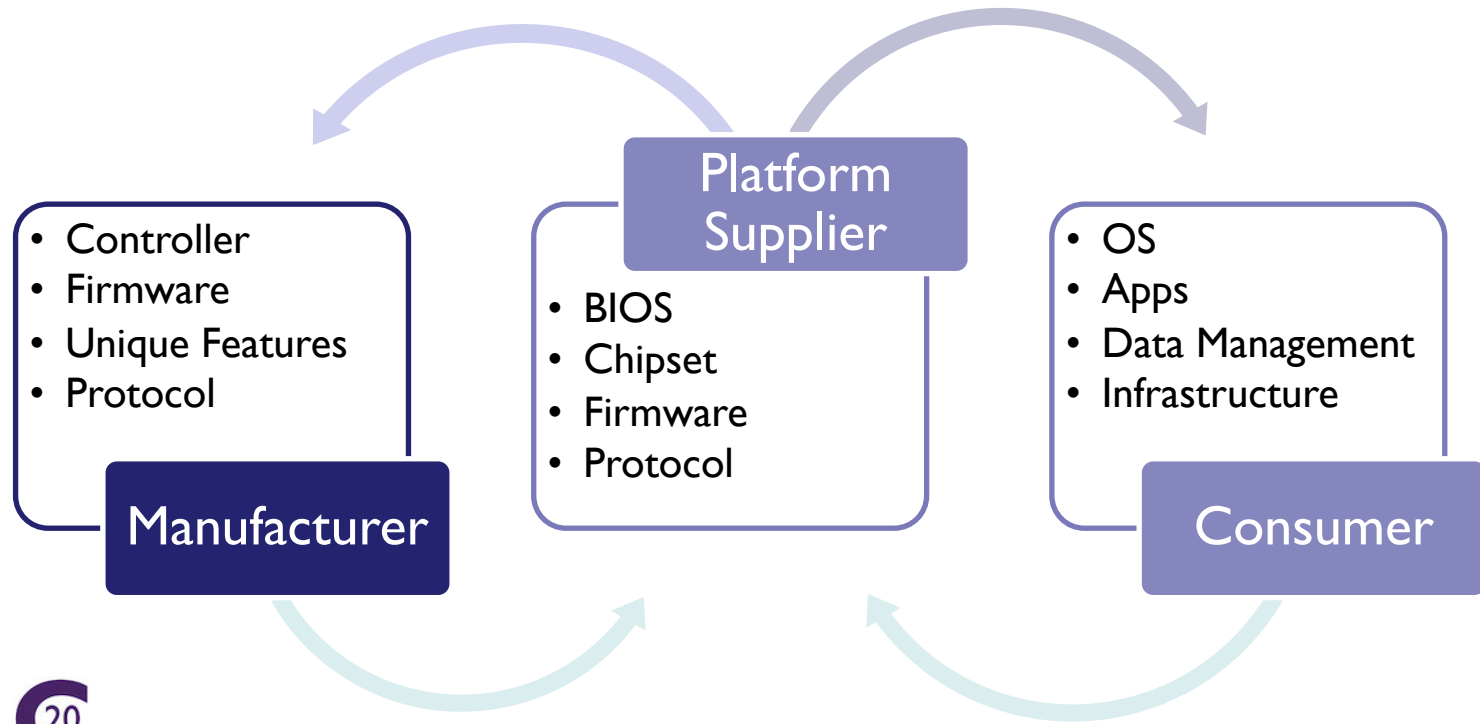 • Controller
• Firmware
• Unique Features
• Protocol
Manufacturer
Platform
Supplier
• BIOS
• Chipset
• Firmware
• Protocol
• OS
• Apps
• Data Management
• Infrastructure
Consumer
20